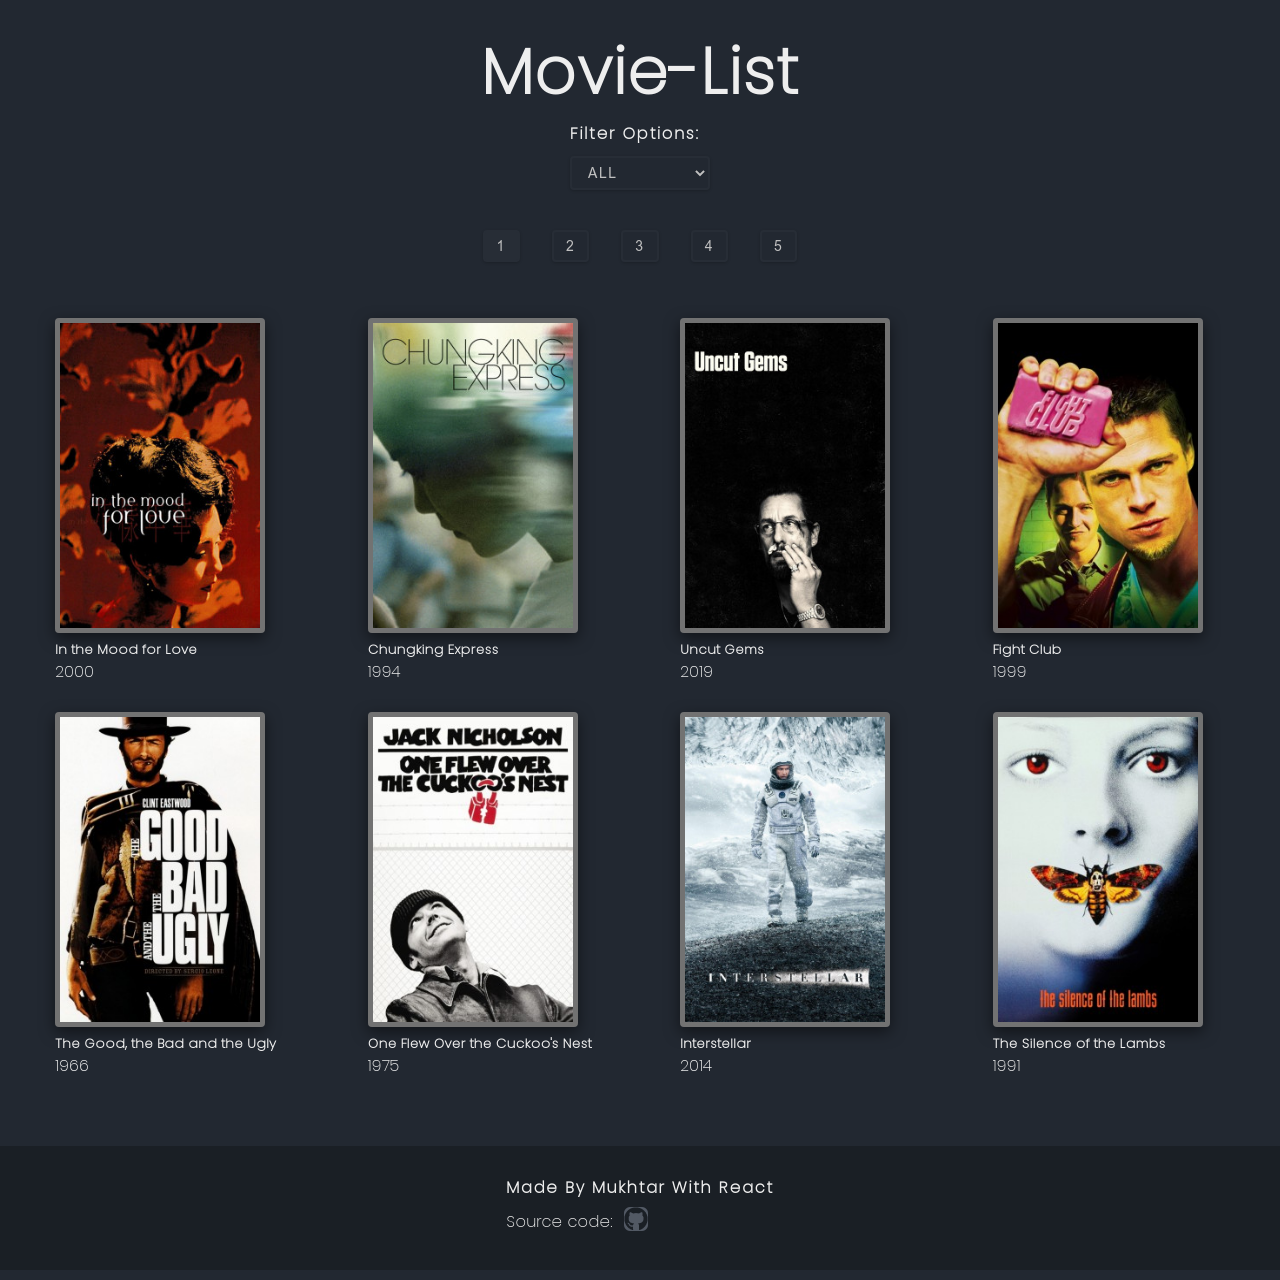 Movie-List
Filter Options:
ALL
1 2 3 4 5
in the mood
for love
CHUNGKING
EXPRESS
Uncut Gems
FIGHT
CLUB
In the Mood for Love
2000
Chungking Express
1994
Uncut Gems
2019
Fight Club
1999
CLINT EASTWOOD
THE GOOD
THE BAD
AND THE UGLY
DIRECTED BY SERGIO LEONE
JACK NICHOLSON
ONE FLEW OVER
THE CUCKOO'S NEST
INTERSTELLAR
the silence of the lambs
The Good, the Bad and the Ugly
1966
One Flew Over the Cuckoo's Nest
1975
Interstellar
2014
The Silence of the Lambs
1991
Made By Mukhtar With React
Source code: